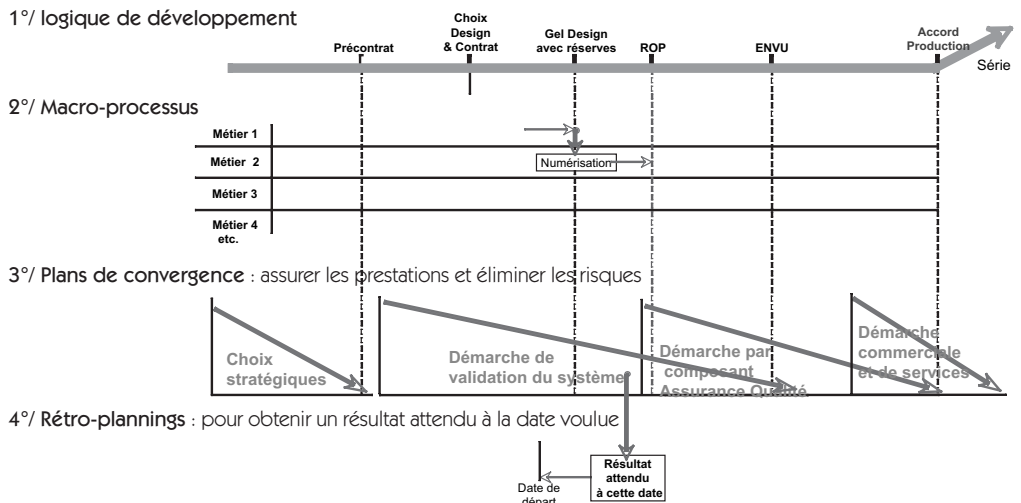 1°/ logique de développement
Choix
Design
& Contrat
Gel Design
avec réserves
Accord
Production
Précontrat
ROP
ENVU
Série
2°/ Macro-processus
Métier 1
Métier 2
Numérisation
Métier 3
Métier 4
etc.
3°/ Plans de convergence : assurer les prestations et éliminer les risques
Choix
stratégiques
Démarche de
validation du système
Démarche par
composant
Assurance Qualité
Démarche
commerciale
et de services
4°/ Rétro-plannings : pour obtenir un résultat attendu à la date voulue
Date de
départ
Résultat
attendu
à cette date